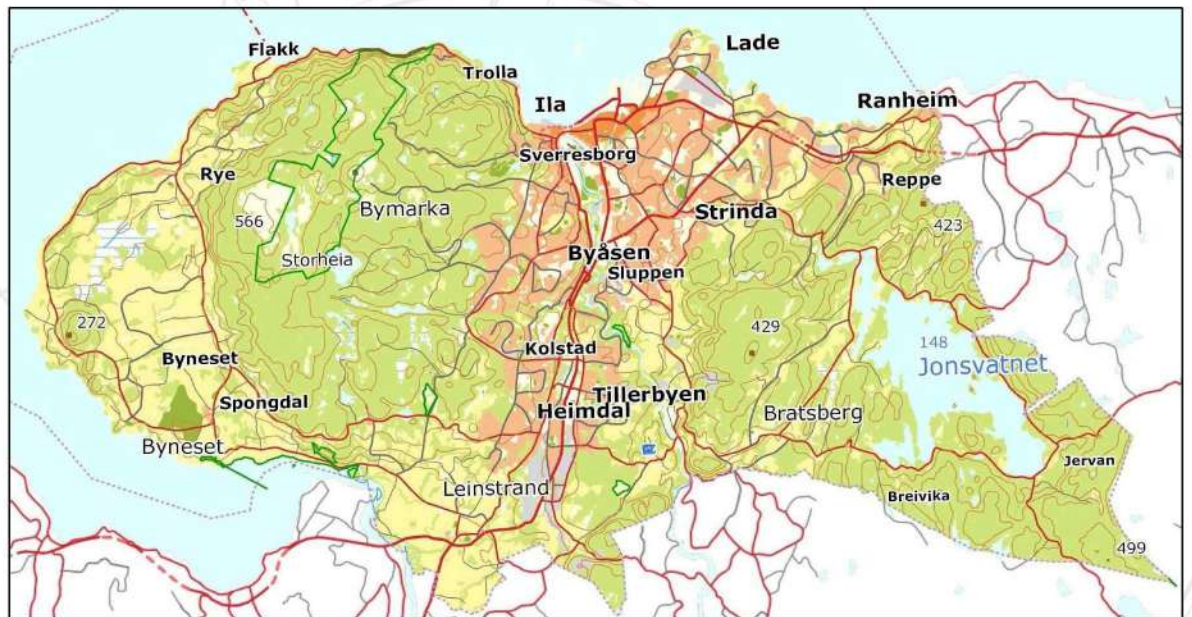 Flakk
Lade
Trolla
Ila
Ranheim
Sverresborg
Rye
Reppe
566
Bymarka
Strinda
423
Byåsen
Storheia
Sluppen
272
429
148
Kolstad
Byneset
Jonsvatnet
Tillerbyen
Spongdal
Heimdal
Bratsberg
Byneset
Jervan
Leinstrand
Breivika
499